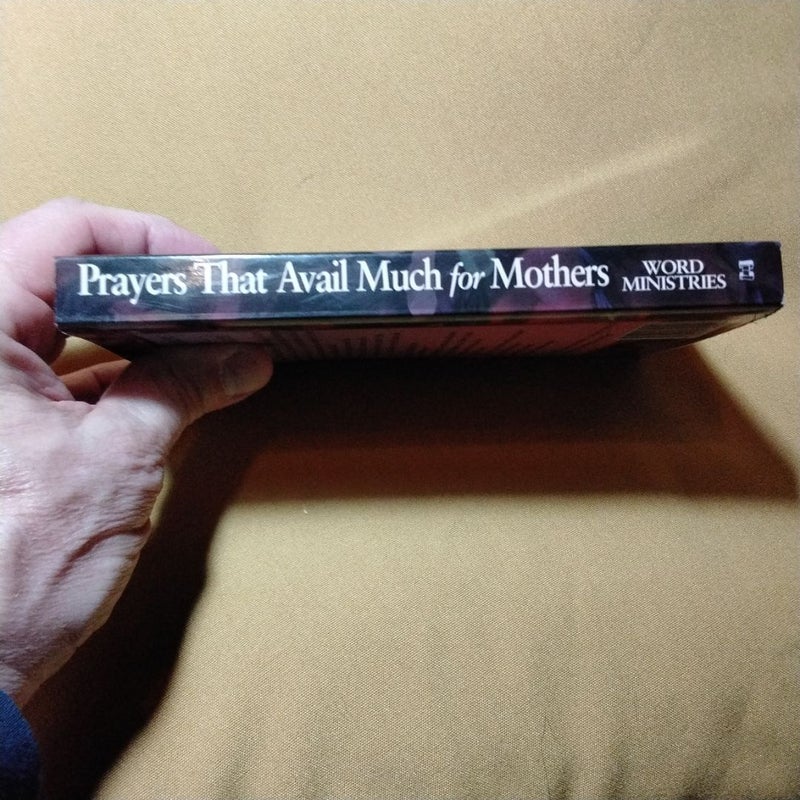 Prayers That Avail Much for Mothers
WORD
MINISTRIES